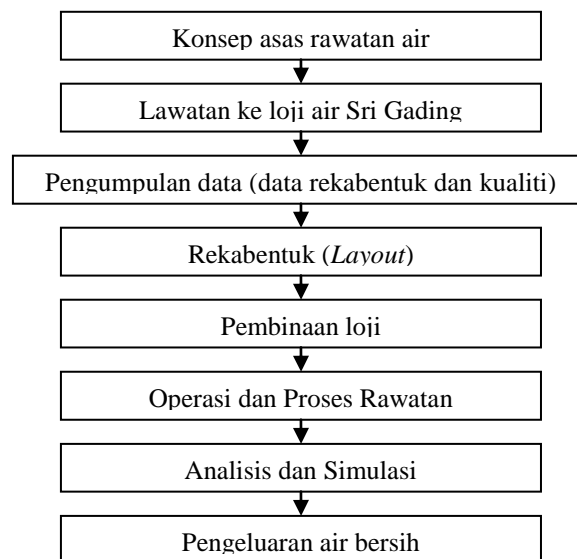 Konsep asas rawatan air
Lawatan ke loji air Sri Gading
Pengumpulan data (data rekabentuk dan kualiti)
Rekabentuk (Layout)
Pembinaan loji
Operasi dan Proses Rawatan
Analisis dan Simulasi
Pengeluaran air bersih